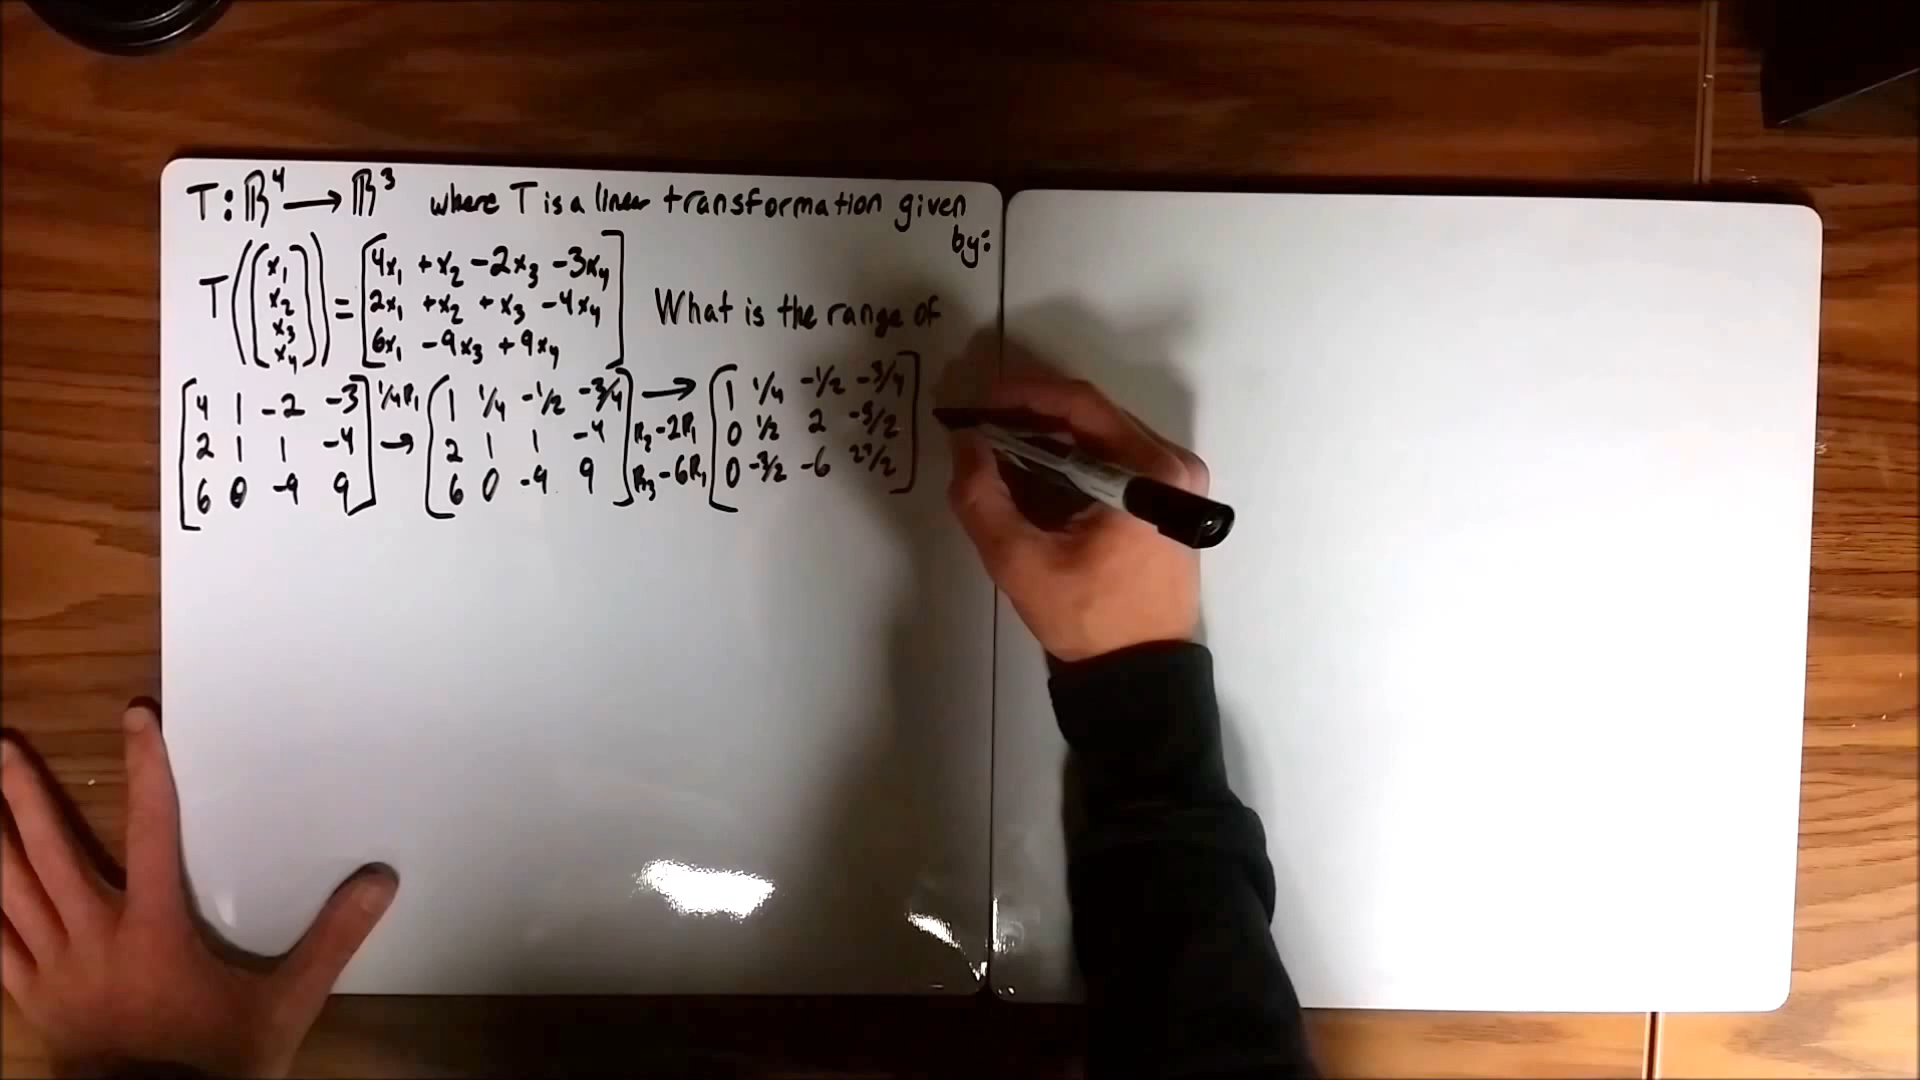 T: ℝ⁴ → ℝ³ where T is a linear transformation given
by:
T([x₁ x₂ x₃ x₄]) = [4x₁ + x₂ - 2x₃ - 3x₄
2x₁ + x₂ + x₃ - 4x₄
6x₁ - 9x₃ + 9x₄] What is the range of
[4 1 -2 -3] 1/4R₁ [1 1/4 -1/2 -3/4] → [1 1/4 -1/2 -3/4]
[2 1 1 -4] → [2 1 1 -4] R₂-2R₁ [0 1/2 2 -5/2]
[6 0 -9 9] [6 0 -9 9] R₃-6R₁ [0 -3/2 -6 27/2]